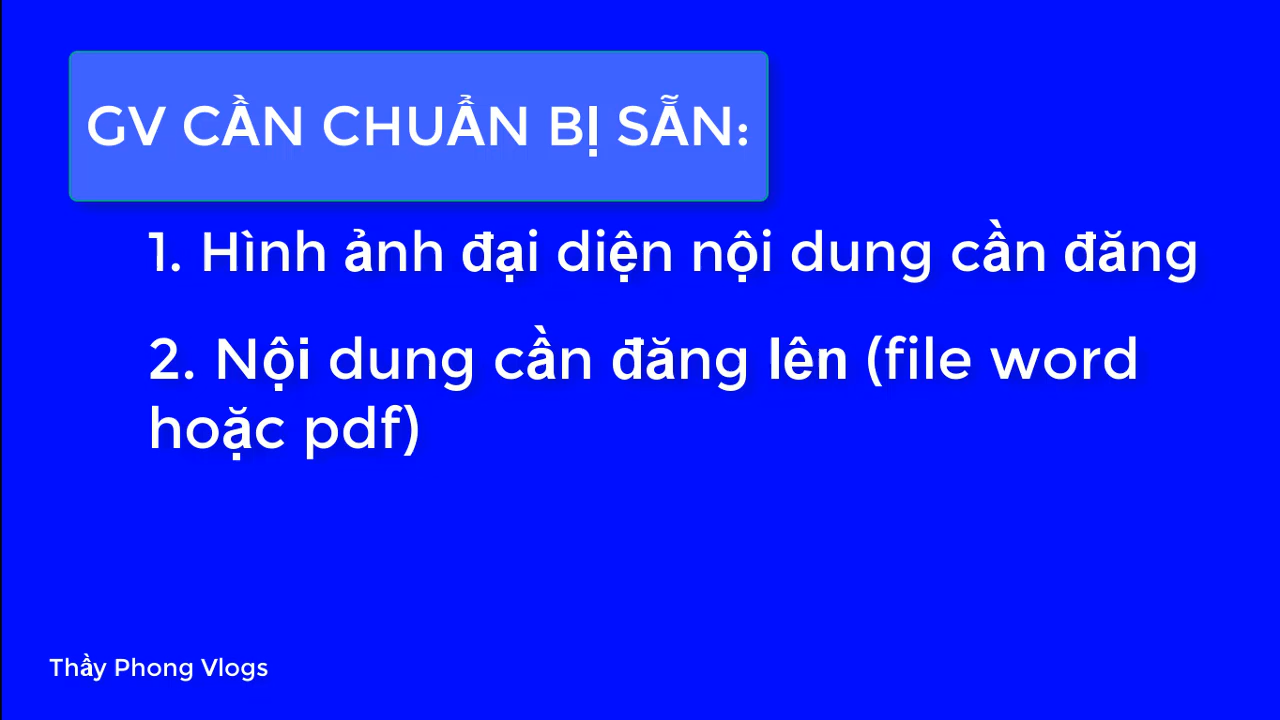 GV CẦN CHUẨN BỊ SẴN:
1. Hình ảnh đại diện nội dung cần đăng
2. Nội dung cần đăng lên (file word
hoặc pdf)
Thầy Phong Vlogs